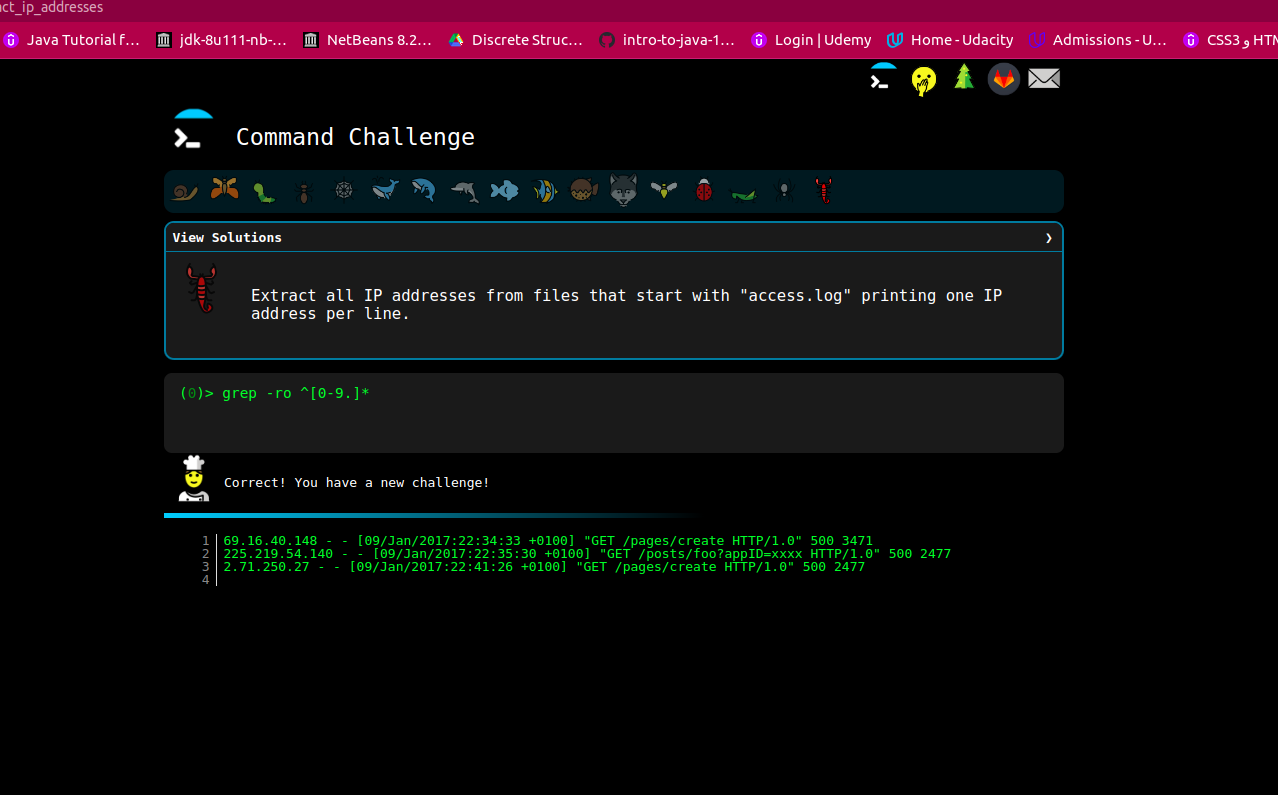 act_ip_addresses
Java Tutorial f… jdk-8u111-nb-… NetBeans 8.2… Discrete Struc… intro-to-java-1… Login | Udemy Home - Udacity Admissions - U… CSS3 و HTM
Command Challenge
View Solutions ❯
Extract all IP addresses from files that start with "access.log" printing one IP
address per line.
(0)> grep -ro ^[0-9.]*
Correct! You have a new challenge!
1 69.16.40.148 - - [09/Jan/2017:22:34:33 +0100] "GET /pages/create HTTP/1.0" 500 3471
2 225.219.54.140 - - [09/Jan/2017:22:35:30 +0100] "GET /posts/foo?appID=xxxx HTTP/1.0" 500 2477
3 2.71.250.27 - - [09/Jan/2017:22:41:26 +0100] "GET /pages/create HTTP/1.0" 500 2477
4